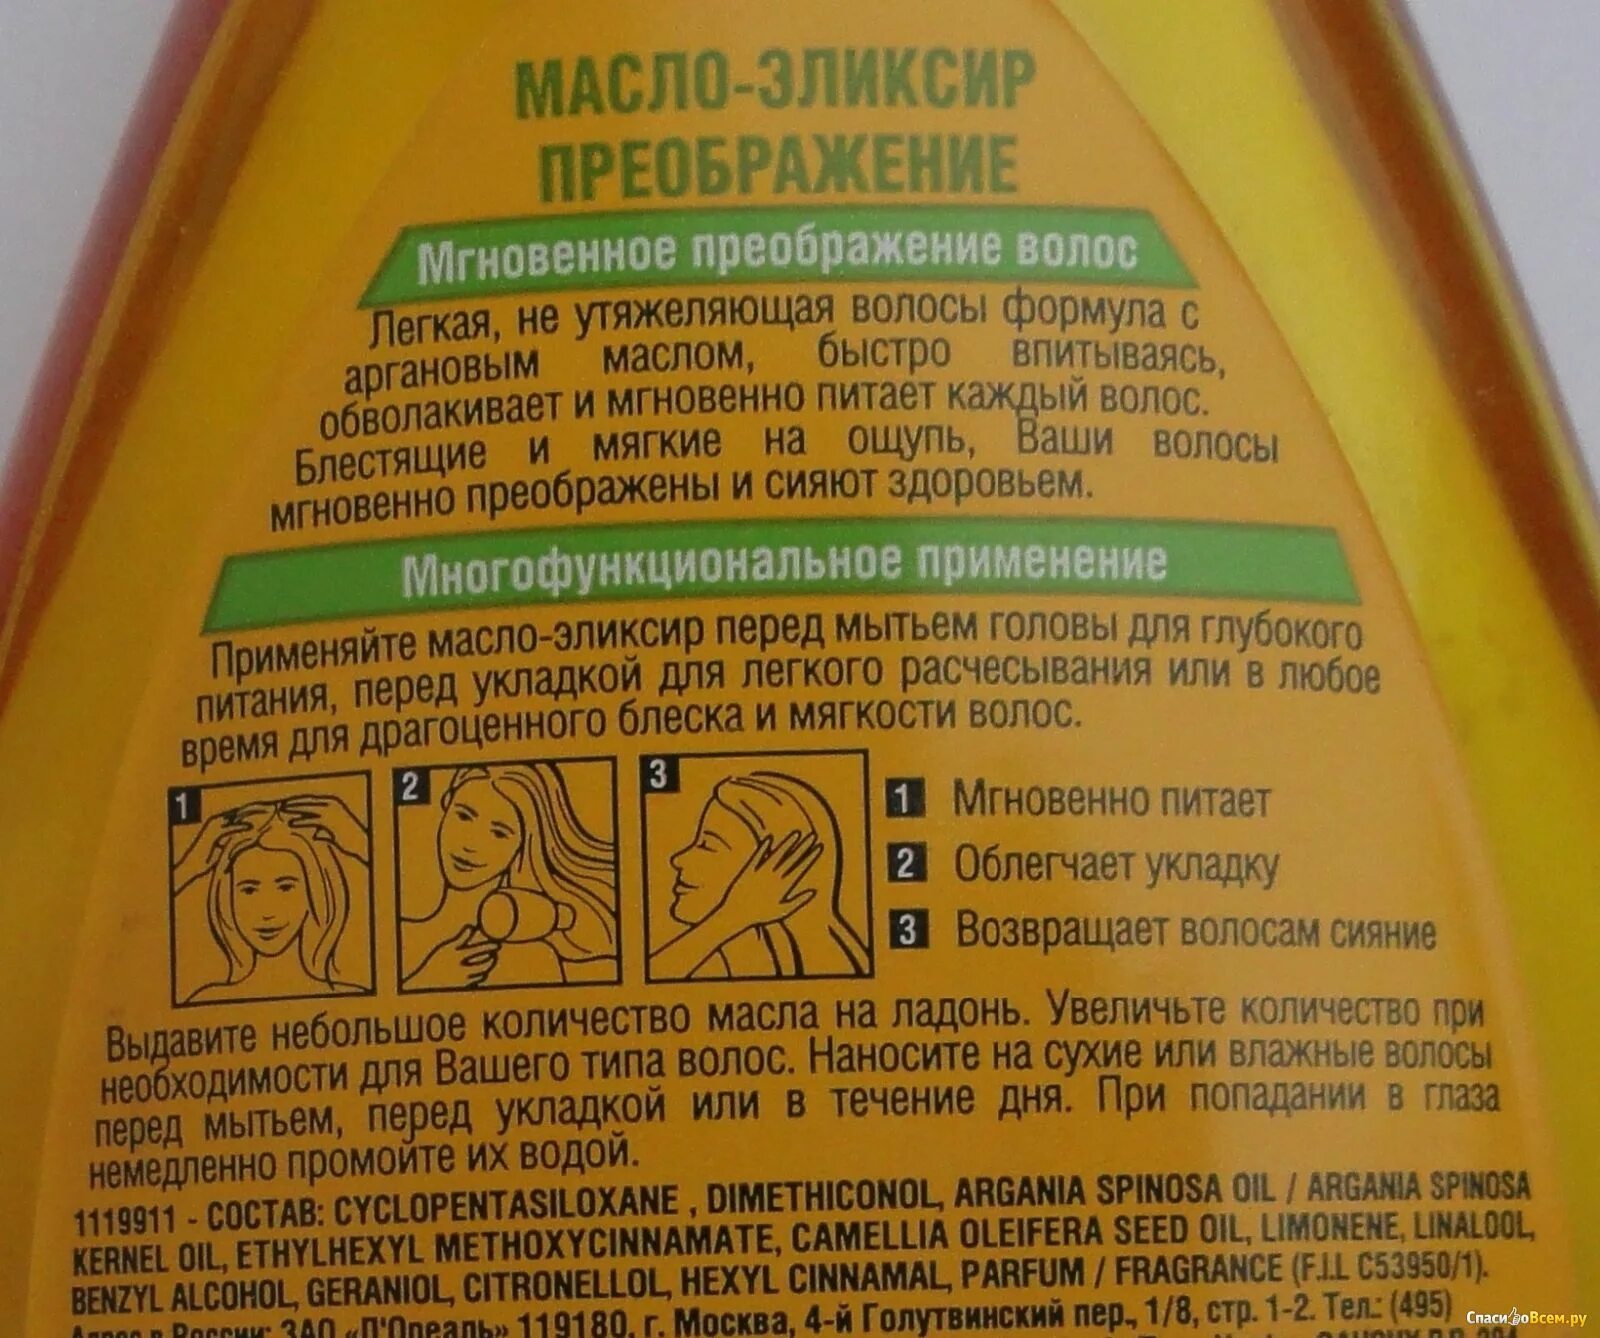 МАСЛО-ЭЛИКСИР
ПРЕОБРАЖЕНИЕ
Мгновенное преображение волос
Легкая, не утяжеляющая волосы формула с
аргановым маслом, быстро впитываясь,
обволакивает и мгновенно питает каждый волос.
Блестящие и мягкие на ощупь, Ваши волосы
мгновенно преображены и сияют здоровьем.
Многофункциональное применение
Применяйте масло-эликсир перед мытьем головы для глубокого
питания, перед укладкой для легкого расчесывания или в любое
время для драгоценного блеска и мягкости волос.
1 2 3
1 Мгновенно питает
2 Облегчает укладку
3 Возвращает волосам сияние
Выдавите небольшое количество масла на ладонь. Увеличьте количество при
необходимости для Вашего типа волос. Наносите на сухие или влажные волосы
перед мытьем, перед укладкой или в течение дня. При попадании в глаза
немедленно промойте их водой.
1119911 - СОСТАВ: CYCLOPENTASILOXANE , DIMETHICONOL, ARGANIA SPINOSA OIL / ARGANIA SPINOSA
KERNEL OIL, ETHYLHEXYL METHOXYCINNAMATE, CAMELLIA OLEIFERA SEED OIL, LIMONENE, LINALOOL,
BENZYL ALCOHOL, GERANIOL, CITRONELLOL, HEXYL CINNAMAL, PARFUM / FRAGRANCE (F.I.L C53950/1).
Адрес в России: ЗАО «Л'Ореаль» 119180, г. Москва, 4-й Голутвинский пер., 1/8, стр. 1-2. Тел.: (495)
СпасибоВсем.ру